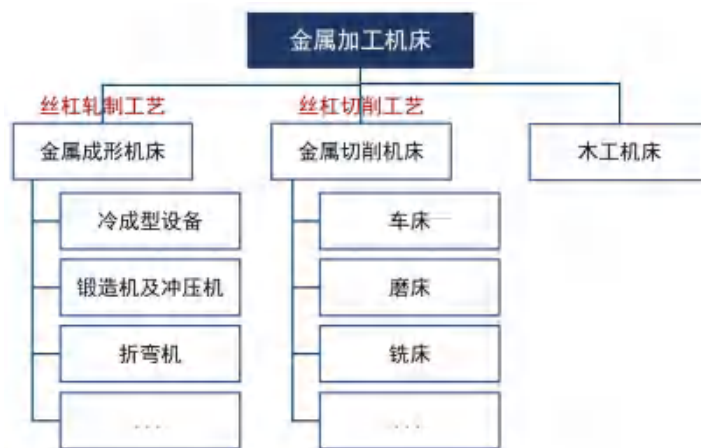 金属加工机床
丝杠轧制工艺
丝杠切削工艺
金属成形机床
金属切削机床
木工机床
冷成型设备
车床
锻造机及冲压机
磨床
折弯机
铣床
...
...